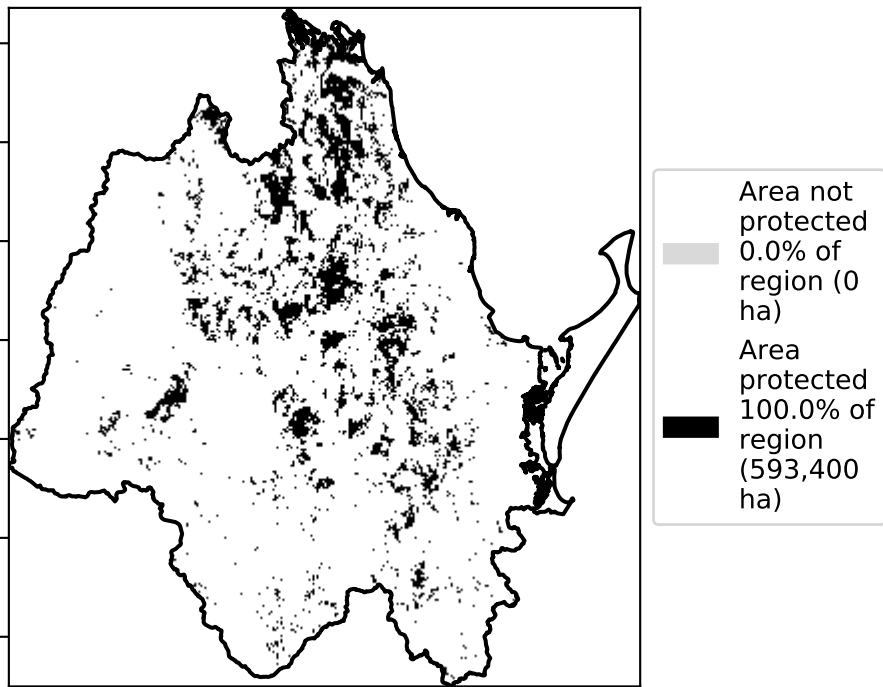 Area not
protected
0.0% of
region (0
ha)
Area
protected
100.0% of
region
(593,400
ha)